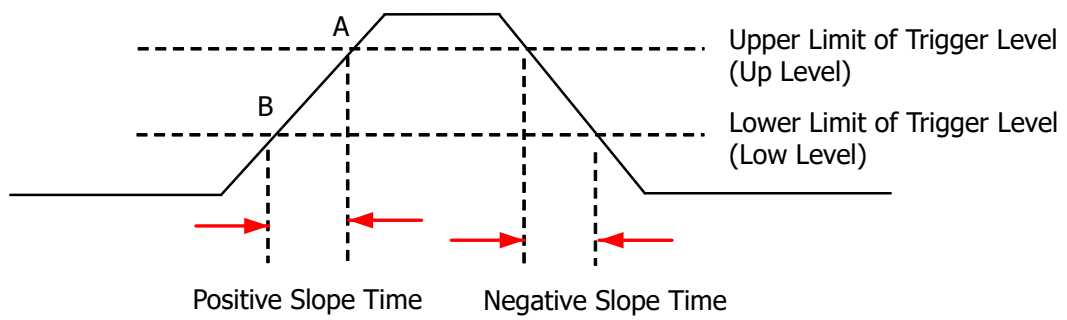 A
Upper Limit of Trigger Level
(Up Level)
B
Lower Limit of Trigger Level
(Low Level)
Positive Slope Time
Negative Slope Time